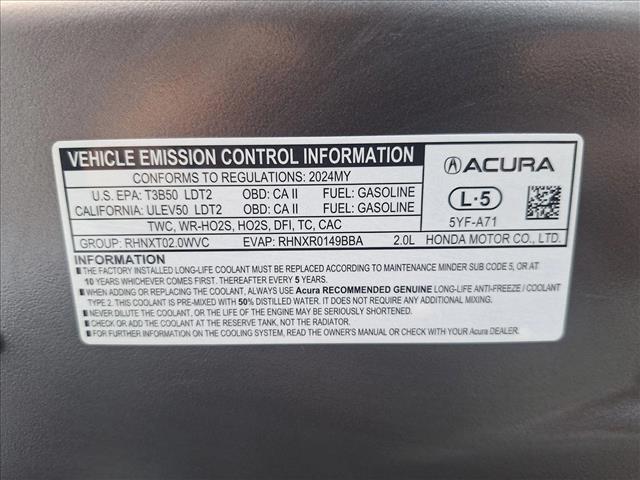 VEHICLE EMISSION CONTROL INFORMATION
CONFORMS TO REGULATIONS: 2024MY
U.S. EPA: T3B50 LDT2 OBD: CA II FUEL: GASOLINE
CALIFORNIA: ULEV50 LDT2 OBD: CA II FUEL: GASOLINE
TWC, WR-HO2S, HO2S, DFI, TC, CAC
GROUP: RHNXT02.0WVC EVAP: RHNXR0149BBA 2.0L
ACURA
L·5
5YF-A71
HONDA MOTOR CO., LTD.
INFORMATION
■ THE FACTORY INSTALLED LONG-LIFE COOLANT MUST BE REPLACED ACCORDING TO MAINTENANCE MINDER SUB CODE 5, OR AT
10 YEARS WHICHEVER COMES FIRST. THEREAFTER EVERY 5 YEARS.
■ WHEN ADDING OR REPLACING THE COOLANT, ALWAYS USE Acura RECOMMENDED GENUINE LONG-LIFE ANTI-FREEZE / COOLANT
TYPE 2. THIS COOLANT IS PRE-MIXED WITH 50% DISTILLED WATER. IT DOES NOT REQUIRE ANY ADDITIONAL MIXING.
■ NEVER DILUTE THE COOLANT, OR THE LIFE OF THE ENGINE MAY BE SERIOUSLY SHORTENED.
■ CHECK OR ADD COOLANT AT THE RESERVE TANK, NOT THE RADIATOR.
■ FOR FURTHER INFORMATION ON THE COOLING SYSTEM, READ THE OWNER'S MANUAL OR CHECK WITH YOUR Acura DEALER.